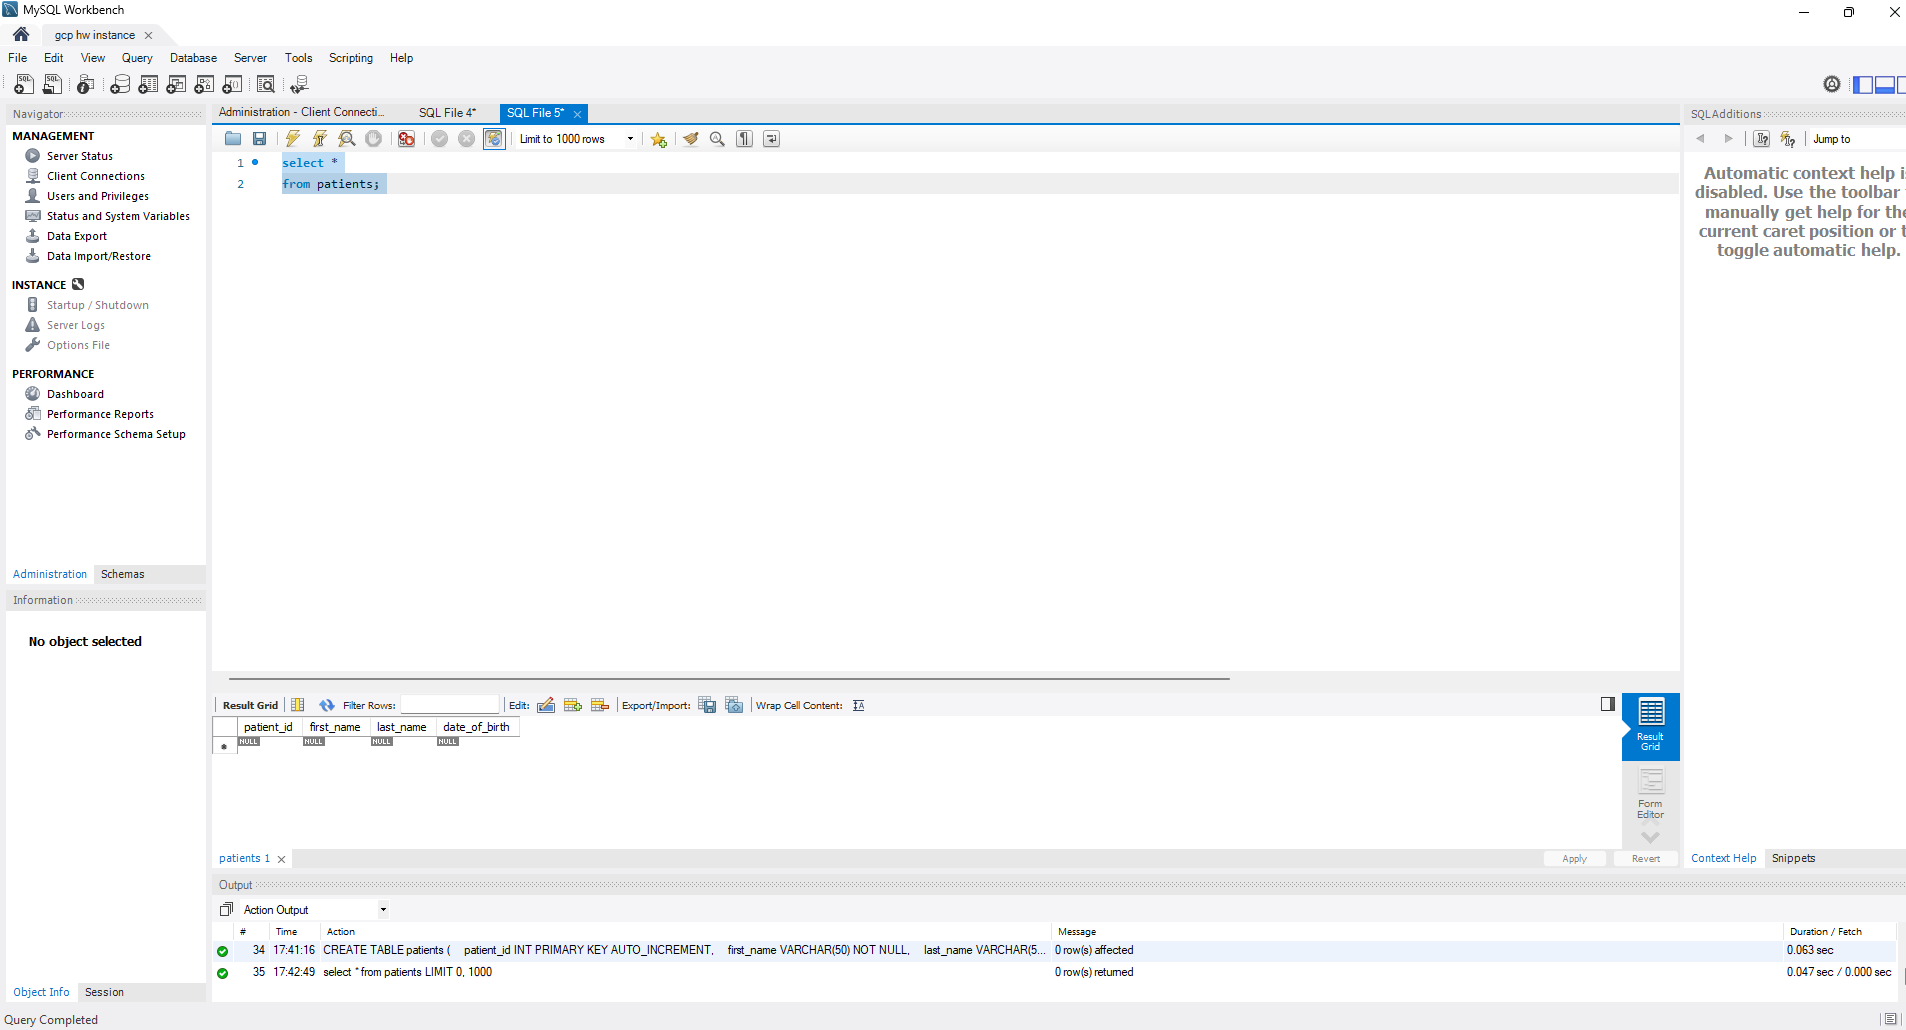 MySQL Workbench
gcp hw instance
File Edit View Query Database Server Tools Scripting Help
Navigator
MANAGEMENT
Server Status
Client Connections
Users and Privileges
Status and System Variables
Data Export
Data Import/Restore
INSTANCE
Startup / Shutdown
Server Logs
Options File
PERFORMANCE
Dashboard
Performance Reports
Performance Schema Setup
Administration Schemas
Information
No object selected
Object Info Session
Administration - Client Connecti... SQL File 4* SQL File 5*
Limit to 1000 rows
1 select *
2 from patients;
Result Grid Filter Rows: Edit: Export/Import: Wrap Cell Content:
patient_id first_name last_name date_of_birth
NULL NULL NULL NULL
Result
Grid
Form
Editor
patients 1 Apply Revert
SQLAdditions
Jump to
Automatic context help is
disabled. Use the toolbar
manually get help for the
current caret position or t
toggle automatic help.
Context Help Snippets
Output
Action Output
# Time Action Message Duration / Fetch
34 17:41:16 CREATE TABLE patients ( patient_id INT PRIMARY KEY AUTO_INCREMENT, first_name VARCHAR(50) NOT NULL, last_name VARCHAR(5... 0 row(s) affected 0.063 sec
35 17:42:49 select * from patients LIMIT 0, 1000 0 row(s) returned 0.047 sec / 0.000 sec
Query Completed